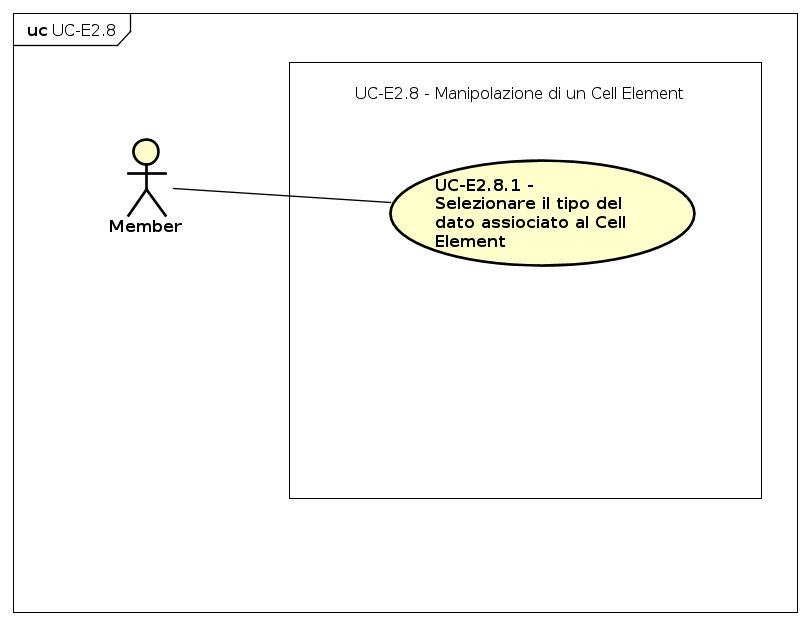 uc UC-E2.8
UC-E2.8 - Manipolazione di un Cell Element
UC-E2.8.1 -
Selezionare il tipo del
dato assiociato al Cell
Element
Member